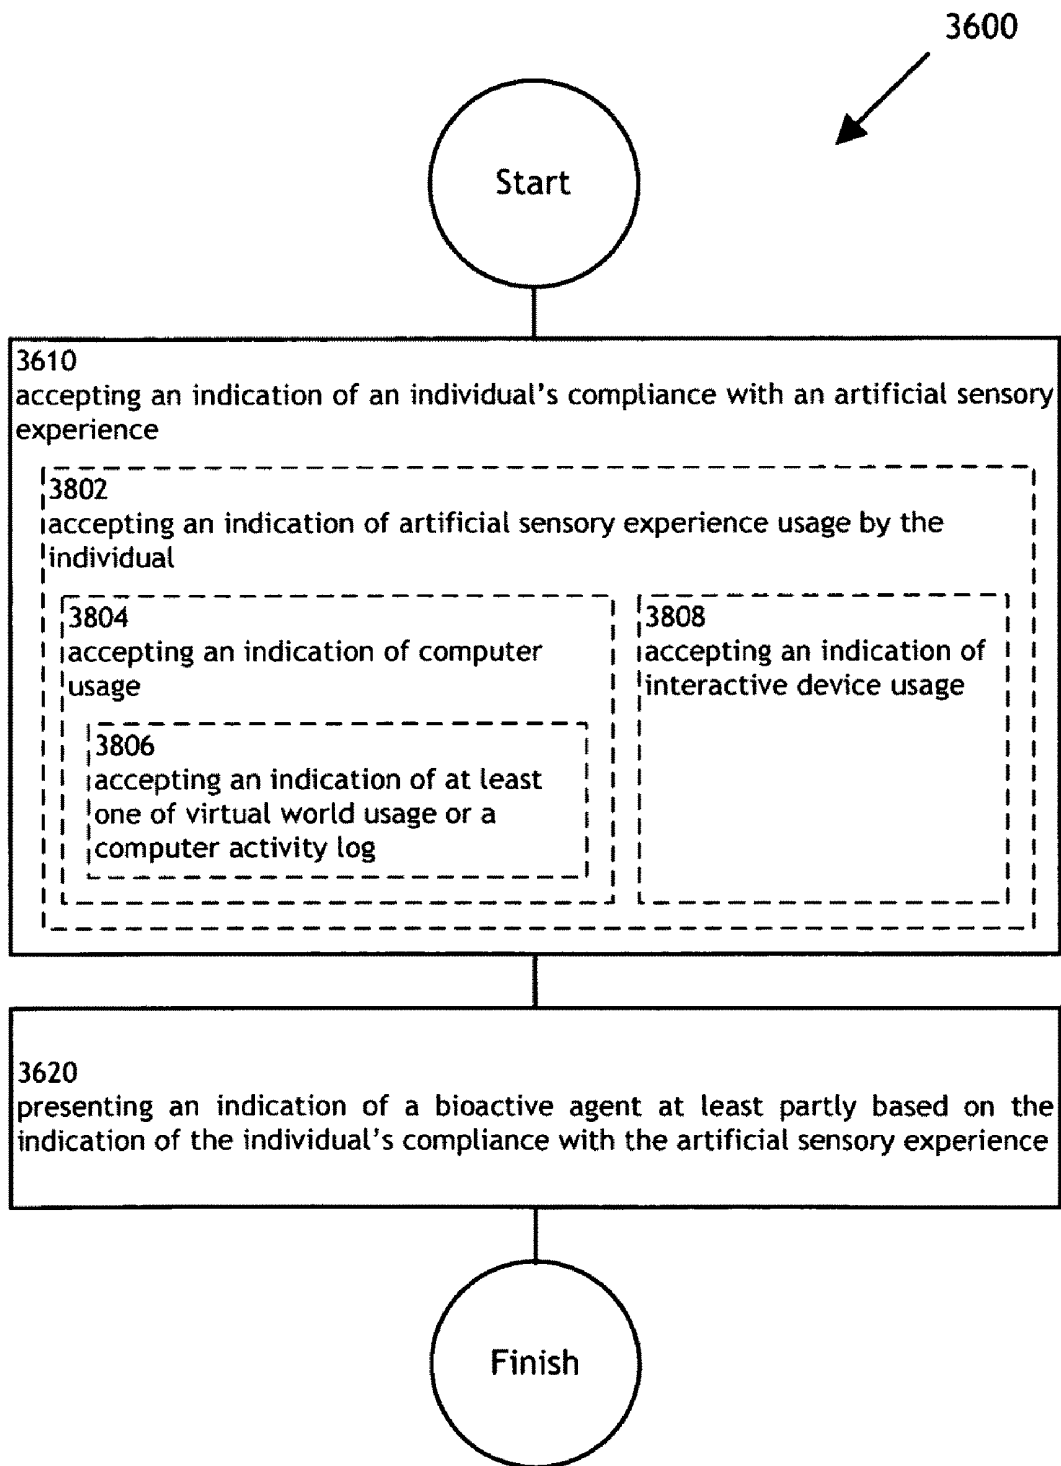 3600
Start
3610
accepting an indication of an individual's compliance with an artificial sensory
experience
3802
accepting an indication of artificial sensory experience usage by the
individual
3804
accepting an indication of computer
usage
3806
accepting an indication of at least
one of virtual world usage or a
computer activity log
3808
accepting an indication of
interactive device usage
3620
presenting an indication of a bioactive agent at least partly based on the
indication of the individual's compliance with the artificial sensory experience
Finish